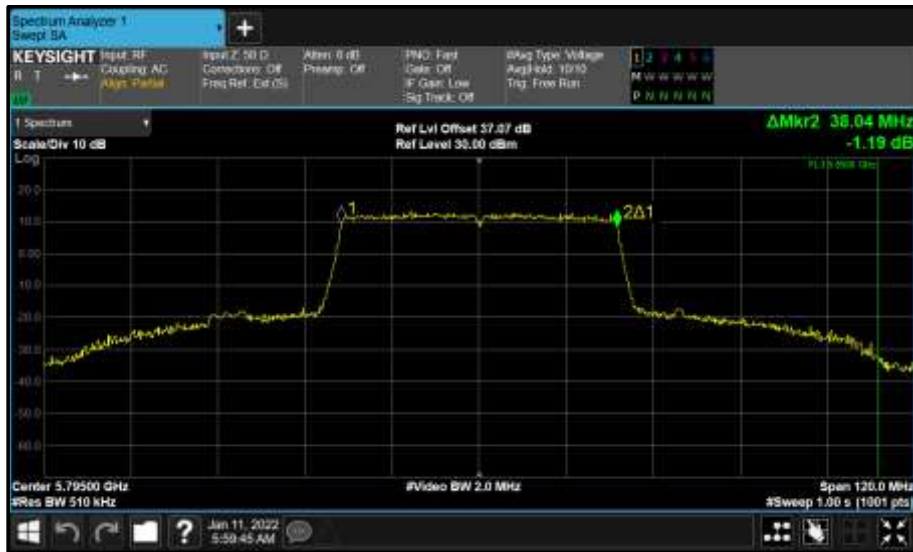 Spectrum Analyzer 1
Swept SA
+
KEYSIGHT
R T
Input: RF
Coupling: AC
Align: Partial
Input Z: 50 Ω
Corrections: Off
Freq Ref: Ext (S)
Atten: 8 dB
Preamp: Off
PNO: Fast
Gate: Off
IF Gain: Low
Sig Track: Off
#Avg Type: Voltage
Avg|Hold: 10/10
Trig: Free Run
1 2 3 4 5 6
M W W W W W
P N N N N N
1 Spectrum
Scale/Div 10 dB
Ref Lvl Offset 37.07 dB
Ref Level 30.00 dBm
ΔMkr2 38.04 MHz
-1.19 dB
Log
20.0
10.0
0.00
-10.0
-20.0
-30.0
-40.0
-50.0
-60.0
1
2Δ1
Center 5.79500 GHz
#Res BW 510 kHz
#Video BW 2.0 MHz
Span 120.0 MHz
#Sweep 1.00 s (1001 pts)
?
Jan 11, 2022
5:59:45 AM